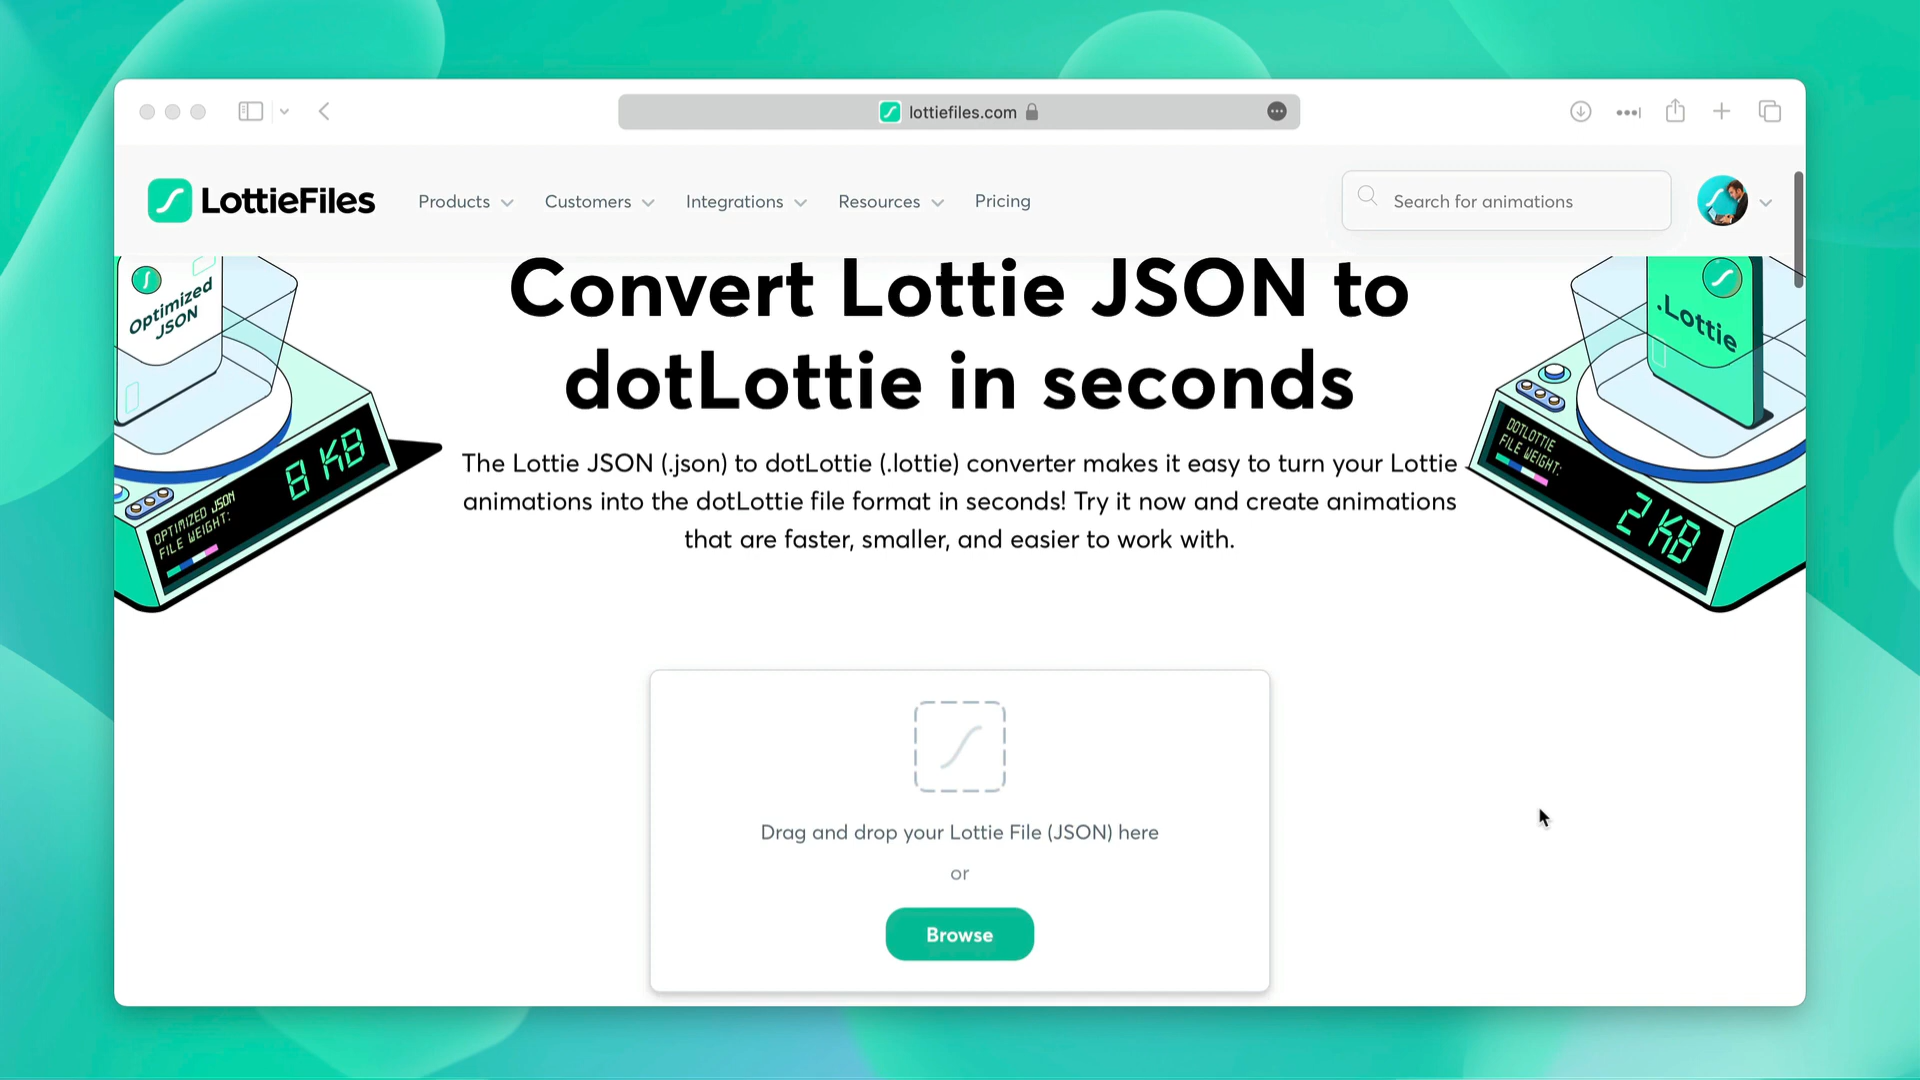 lottiefiles.com
LottieFiles
Products
Customers
Integrations
Resources
Pricing
Search for animations
Convert Lottie JSON to
dotLottie in seconds
The Lottie JSON (.json) to dotLottie (.lottie) converter makes it easy to turn your Lottie
animations into the dotLottie file format in seconds! Try it now and create animations
that are faster, smaller, and easier to work with.
Optimized
JSON
OPTIMIZED JSON
FILE WEIGHT:
8 KB
.Lottie
DOTLOTTIE
FILE WEIGHT:
2 KB
Drag and drop your Lottie File (JSON) here
or
Browse